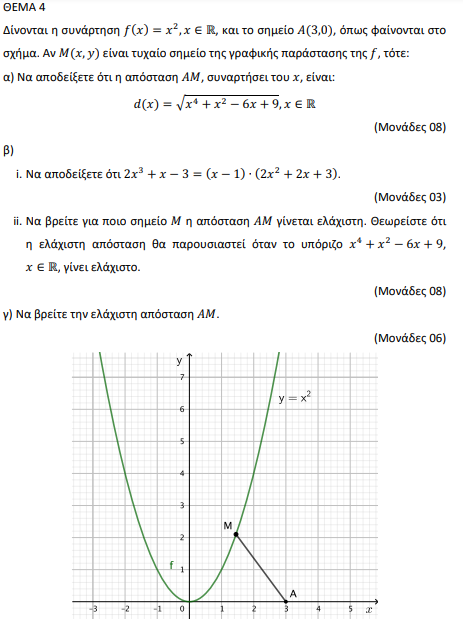 ΘΕΜΑ 4
Δίνονται η συνάρτηση f(x) = x², x ∈ ℝ, και το σημείο A(3,0), όπως φαίνονται στο
σχήμα. Αν M(x, y) είναι τυχαίο σημείο της γραφικής παράστασης της f, τότε:
α) Να αποδείξετε ότι η απόσταση AM, συναρτήσει του x, είναι:
d(x) = √(x⁴ + x² − 6x + 9), x ∈ ℝ
(Μονάδες 08)
β)
i. Να αποδείξετε ότι 2x³ + x − 3 = (x − 1) · (2x² + 2x + 3).
(Μονάδες 03)
ii. Να βρείτε για ποιο σημείο M η απόσταση AM γίνεται ελάχιστη. Θεωρείστε ότι
η ελάχιστη απόσταση θα παρουσιαστεί όταν το υπόριζο x⁴ + x² − 6x + 9,
x ∈ ℝ, γίνει ελάχιστο.
(Μονάδες 08)
γ) Να βρείτε την ελάχιστη απόσταση AM.
(Μονάδες 06)
y
7
y = x²
6
5
4
3
M
2
f 1
A
-3 -2 -1 0 1 2 3 4 5 x